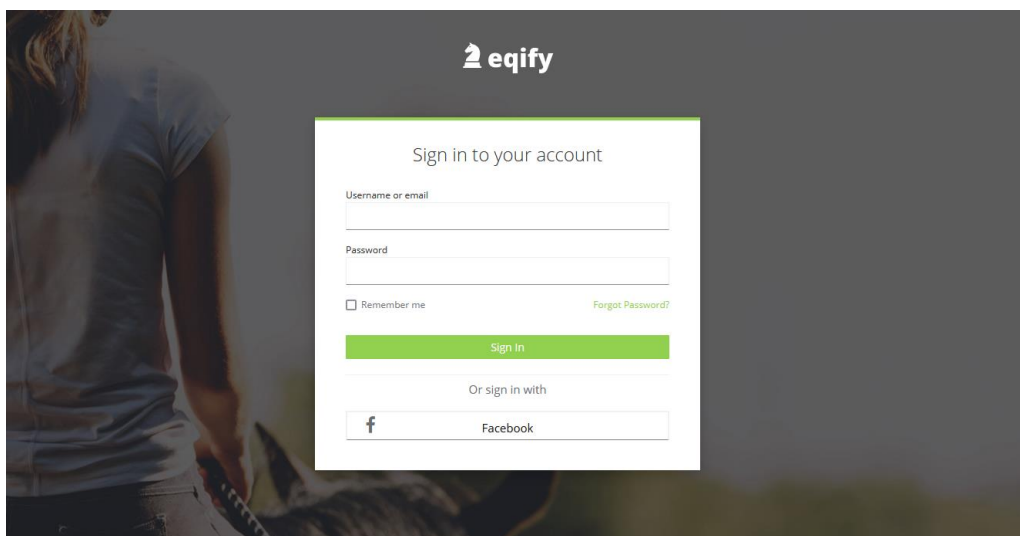 eqify
Sign in to your account
Username or email
Password
Remember me
Forgot Password?
Sign In
Or sign in with
Facebook